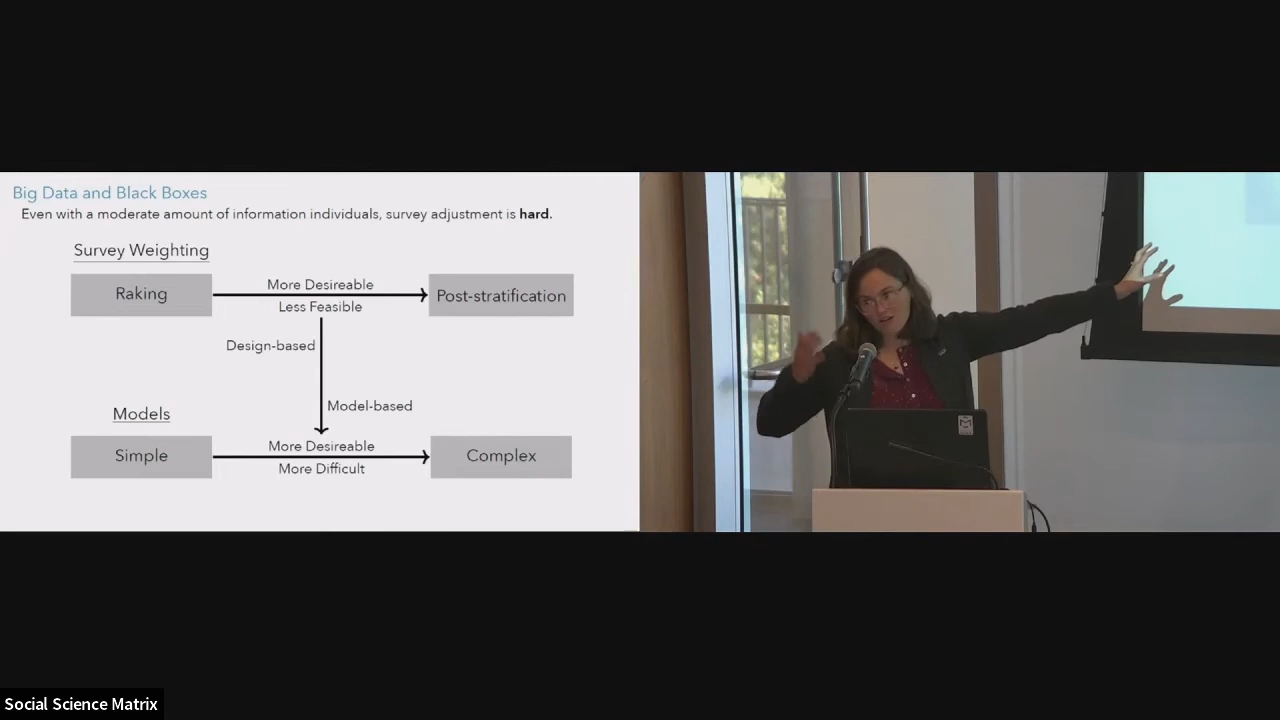 Big Data and Black Boxes
Even with a moderate amount of information individuals, survey adjustment is hard.
Survey Weighting
Raking
More Desireable
Less Feasible
Post-stratification
Design-based
Model-based
Models
Simple
More Desireable
More Difficult
Complex
Social Science Matrix